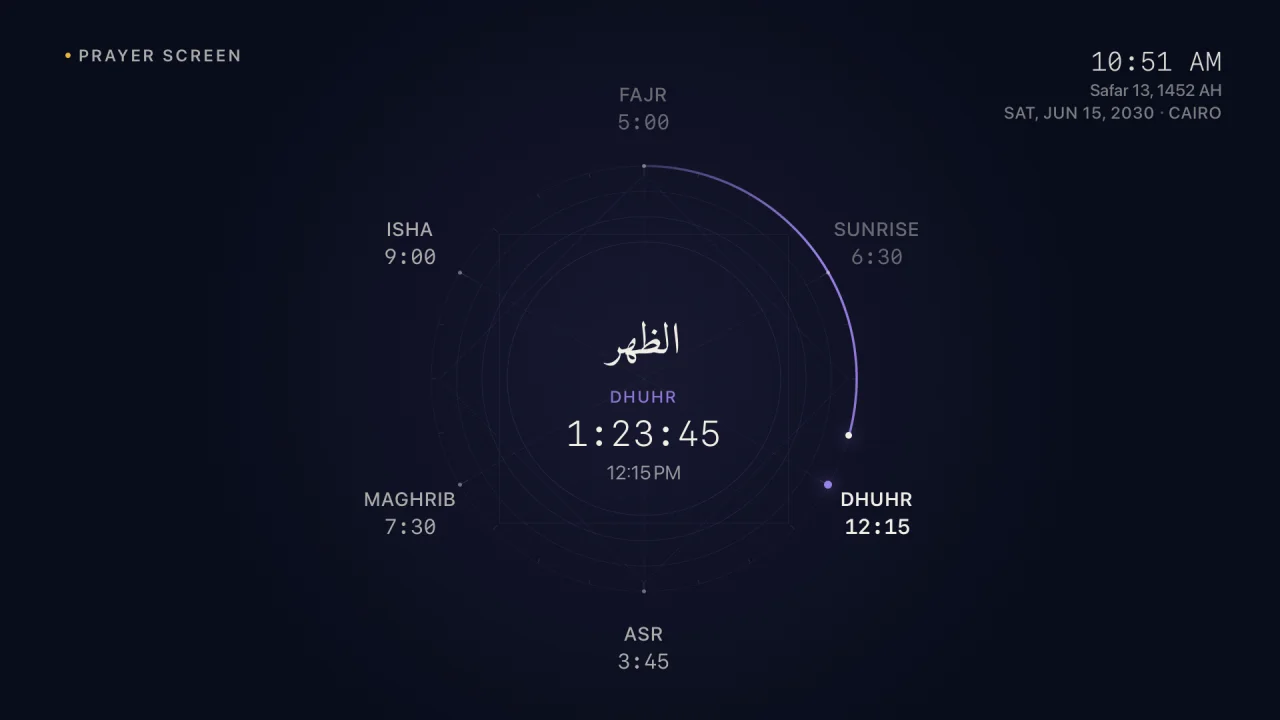 • PRAYER SCREEN
10:51 AM
Safar 13, 1452 AH
SAT, JUN 15, 2030 · CAIRO
FAJR
5:00
ISHA
9:00
SUNRISE
6:30
الظهر
DHUHR
1:23:45
12:15 PM
MAGHRIB
7:30
DHUHR
12:15
ASR
3:45